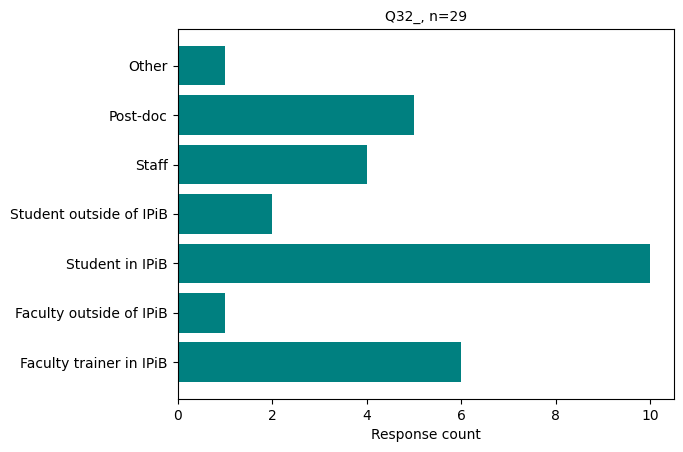 Q32_, n=29
Other
Post-doc
Staff
Student outside of IPiB
Student in IPiB
Faculty outside of IPiB
Faculty trainer in IPiB
0 2 4 6 8 10
Response count